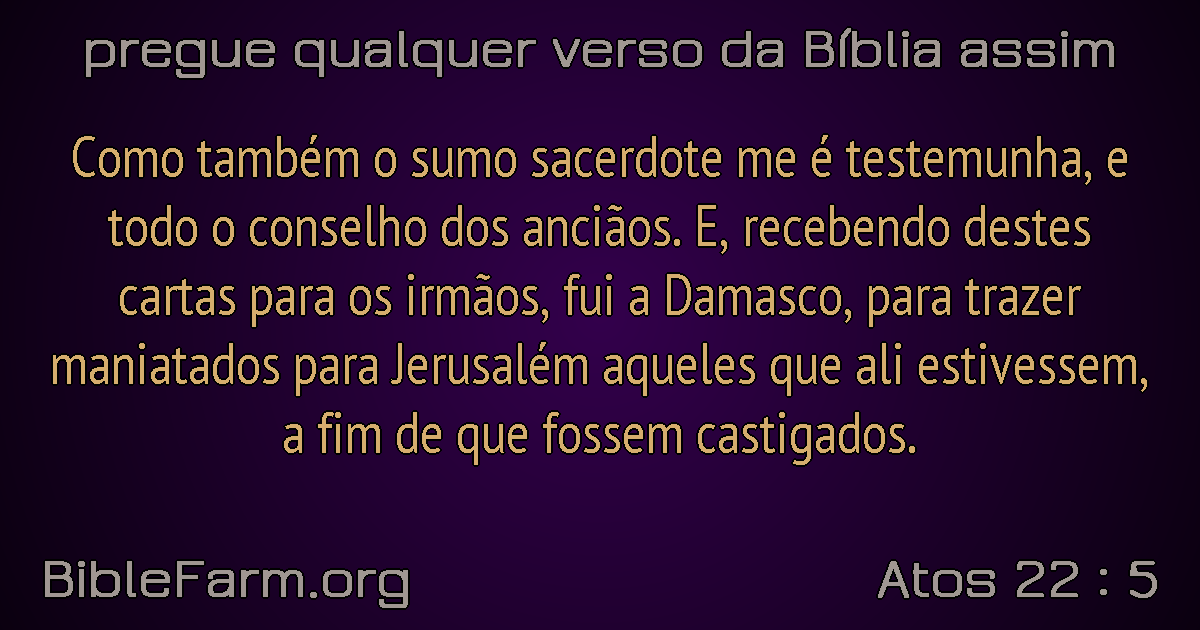 pregue qualquer verso da Bíblia assim
Como também o sumo sacerdote me é testemunha, e
todo o conselho dos anciãos. E, recebendo destes
cartas para os irmãos, fui a Damasco, para trazer
maniatados para Jerusalém aqueles que ali estivessem,
a fim de que fossem castigados.
BibleFarm.org
Atos 22 : 5